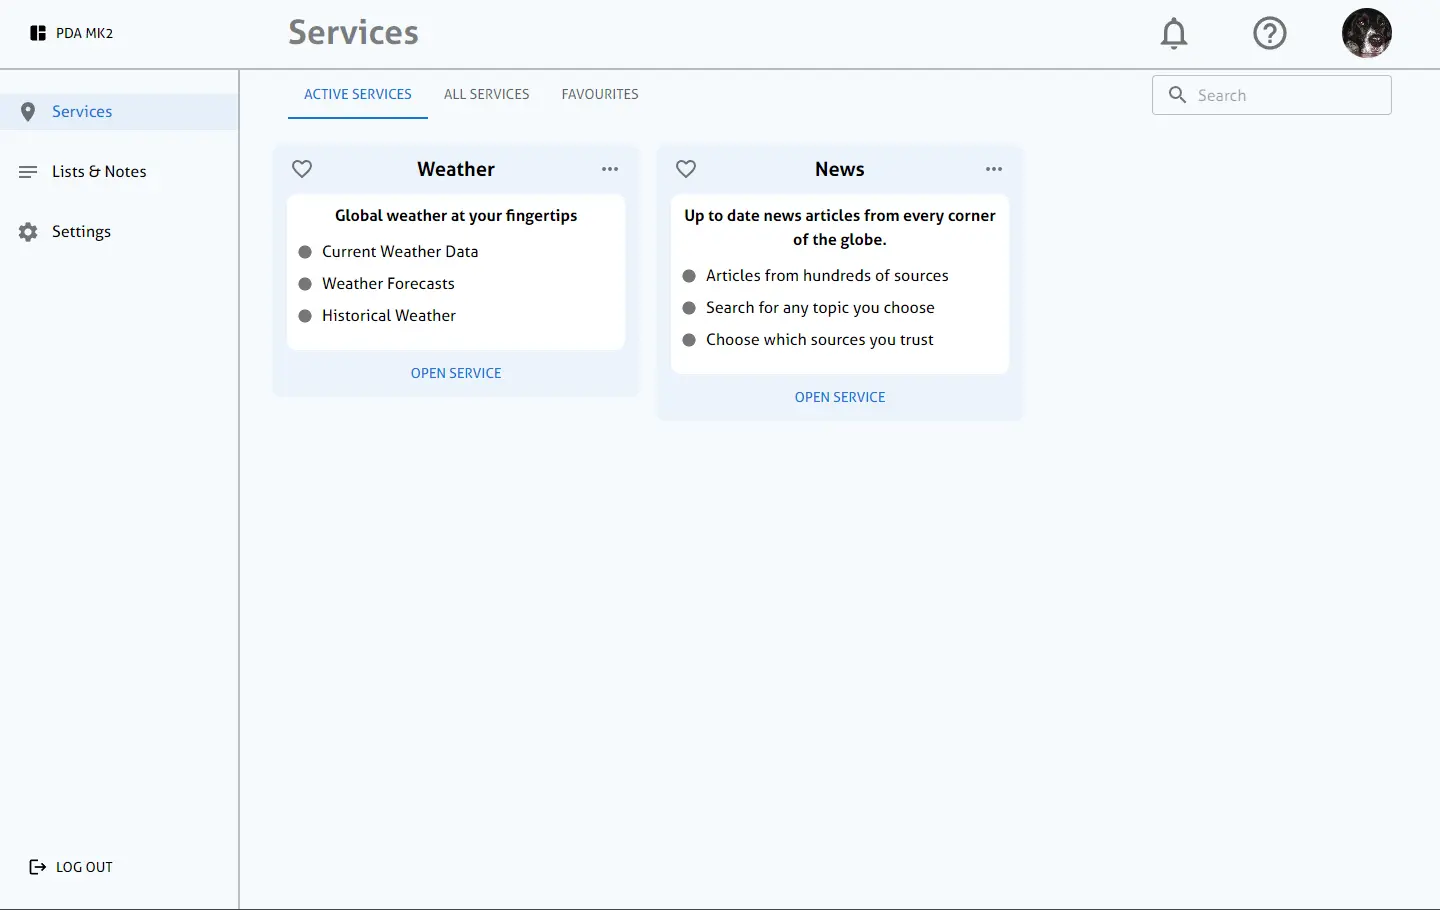 PDA MK2
Services
Services
Lists & Notes
Settings
LOG OUT
ACTIVE SERVICES
ALL SERVICES
FAVOURITES
Search
Weather
Global weather at your fingertips
Current Weather Data
Weather Forecasts
Historical Weather
OPEN SERVICE
News
Up to date news articles from every corner
of the globe.
Articles from hundreds of sources
Search for any topic you choose
Choose which sources you trust
OPEN SERVICE